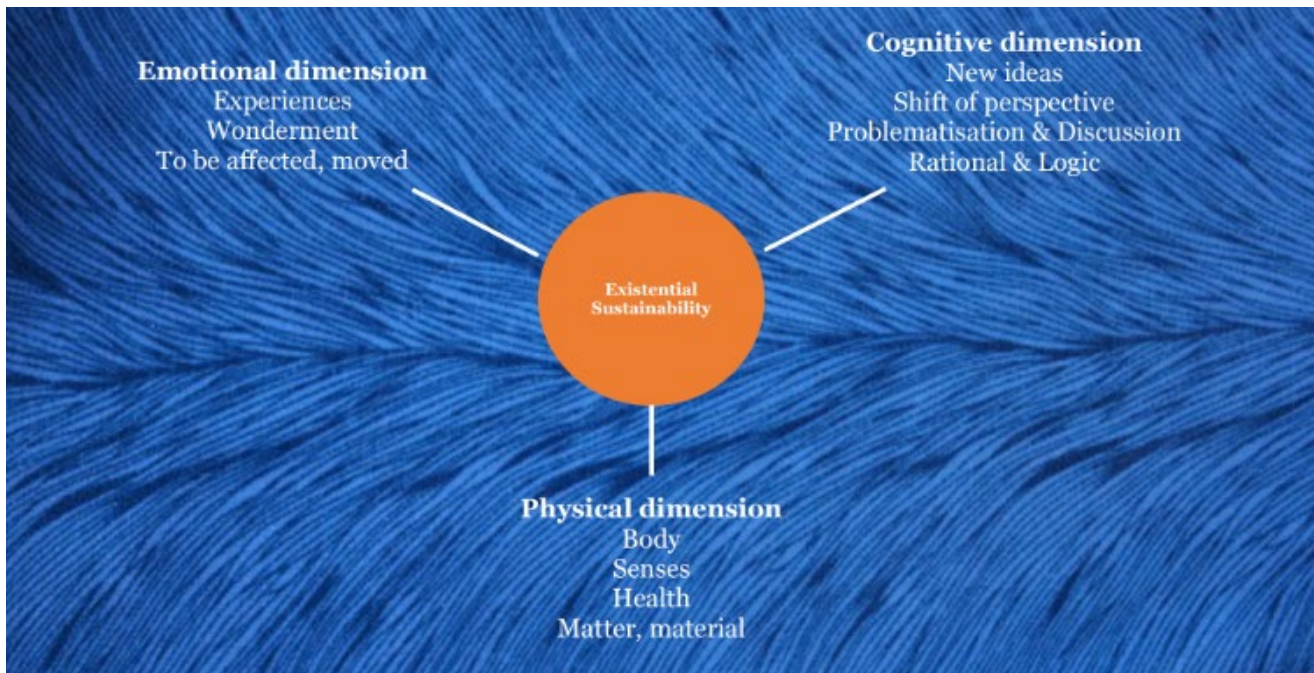 Emotional dimension
Experiences
Wonderment
To be affected, moved
Cognitive dimension
New ideas
Shift of perspective
Problematisation & Discussion
Rational & Logic
Existential
Sustainability
Physical dimension
Body
Senses
Health
Matter, material